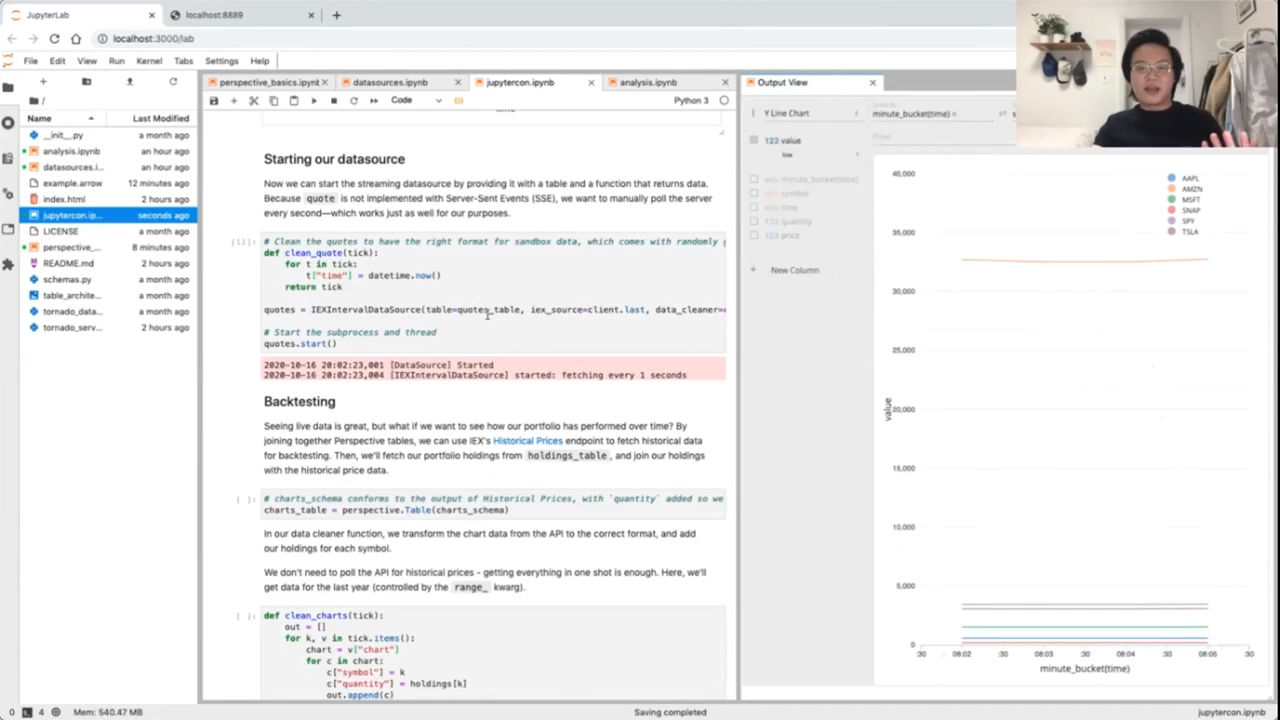 JupyterLab
localhost:8889
localhost:3000/lab
File Edit View Run Kernel Tabs Settings Help
/
Name Last Modified
__init__.py a month ago
analysis.ipynb an hour ago
datasources.i... an hour ago
example.arrow 12 minutes ago
index.html 2 hours ago
jupytercon.ip... seconds ago
LICENSE a month ago
perspective_... 8 minutes ago
README.md 2 hours ago
schemas.py a month ago
table_archite... a month ago
tornado_data... a month ago
tornado_serv... 2 hours ago
perspective_basics.ipynb
datasources.ipynb
jupytercon.ipynb
analysis.ipynb
Code
Python 3
Starting our datasource
Now we can start the streaming datasource by providing it with a table and a function that returns data.
Because quote is not implemented with Server-Sent Events (SSE), we want to manually poll the server
every second—which works just as well for our purposes.
[11]:
# Clean the quotes to have the right format for sandbox data, which comes with randomly
def clean_quote(tick):
for t in tick:
t["time"] = datetime.now()
return tick
quotes = IEXIntervalDataSource(table=quotes_table, iex_source=client.last, data_cleaner=
# Start the subprocess and thread
quotes.start()
2020-10-16 20:02:23,001 [DataSource] Started
2020-10-16 20:02:23,004 [IEXIntervalDataSource] started: fetching every 1 seconds
Backtesting
Seeing live data is great, but what if we want to see how our portfolio has performed over time? By
joining together Perspective tables, we can use IEX's Historical Prices endpoint to fetch historical data
for backtesting. Then, we'll fetch our portfolio holdings from holdings_table, and join our holdings
with the historical price data.
[ ]:
# charts_schema conforms to the output of Historical Prices, with `quantity` added so we
charts_table = perspective.Table(charts_schema)
In our data cleaner function, we transform the chart data from the API to the correct format, and add
our holdings for each symbol.
We don't need to poll the API for historical prices - getting everything in one shot is enough. Here, we'll
get data for the last year (controlled by the range_ kwarg).
[ ]:
def clean_charts(tick):
out = []
for k, v in tick.items():
chart = v["chart"]
for c in chart:
c["symbol"] = k
c["quantity"] = holdings[k]
out.append(c)
Output View
Y Line Chart
minute_bucket(time)
123 value
low
minute_bucket(time)
symbol
time
123 quantity
123 price
New Column
40,000
35,000
30,000
25,000
20,000
15,000
10,000
5,000
0
value
AAPL
AMZN
MSFT
SNAP
SPY
TSLA
:30 08:02 :30 08:03 :30 08:04 :30 08:05 :30
minute_bucket(time)
0 4 Mem: 540.47 MB
Saving completed
jupytercon.ipynb